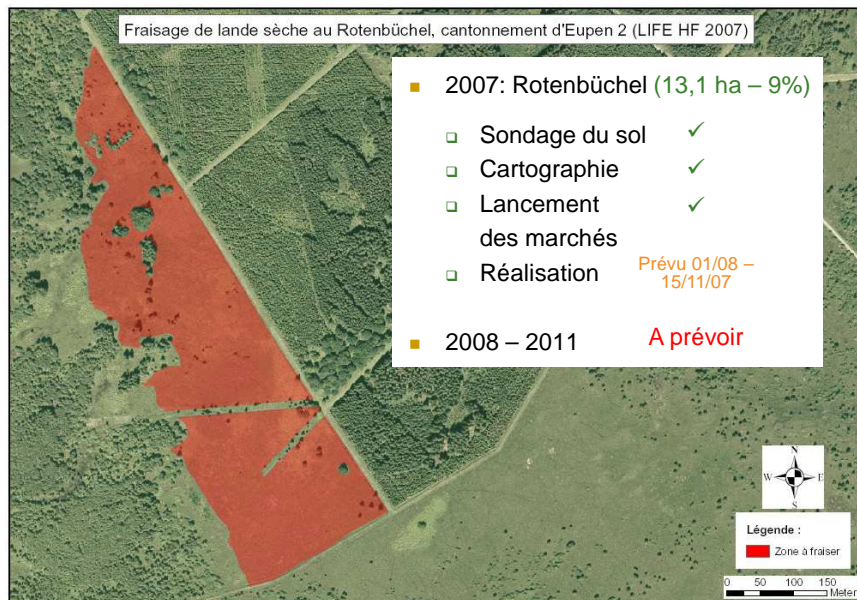 Fraisage de lande sèche au Rotenbüchel, cantonnement d'Eupen 2 (LIFE HF 2007)
2007: Rotenbüchel (13,1 ha – 9%)
Sondage du sol ✓
Cartographie ✓
Lancement ✓
des marchés
Réalisation Prévu 01/08 –
15/11/07
2008 – 2011 A prévoir
N
W E
S
Légende :
Zone à fraiser
0 50 100 150
Meter